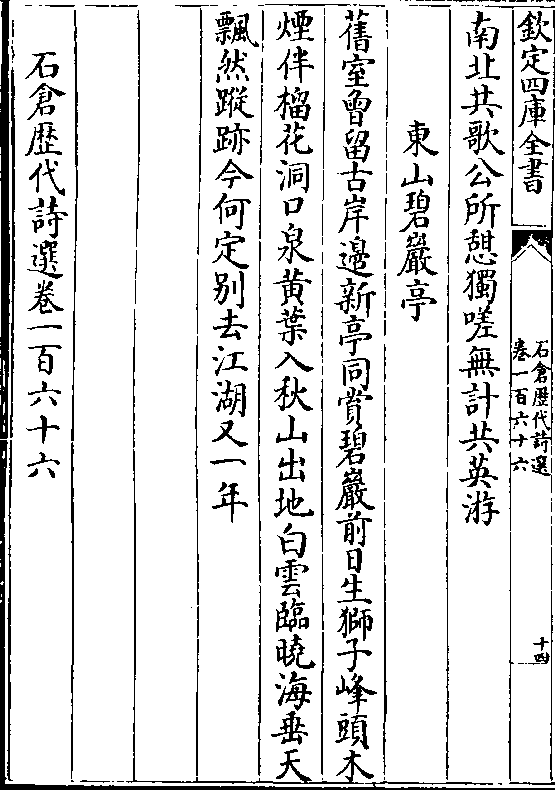 欽定四庫全書
石倉歷代詩選
卷一百六十六
十四
南北共歌公所憩獨嗟無計共英游
東山碧巖亭
舊室曾留古岸邉新亭同賞碧巖前日生獅子峰頭木
煙伴榴花洞口泉黄葉入秋山出地白雲臨曉海垂天
飄然蹤跡今何定別去江湖又一年
石倉歷代詩選卷一百六十六